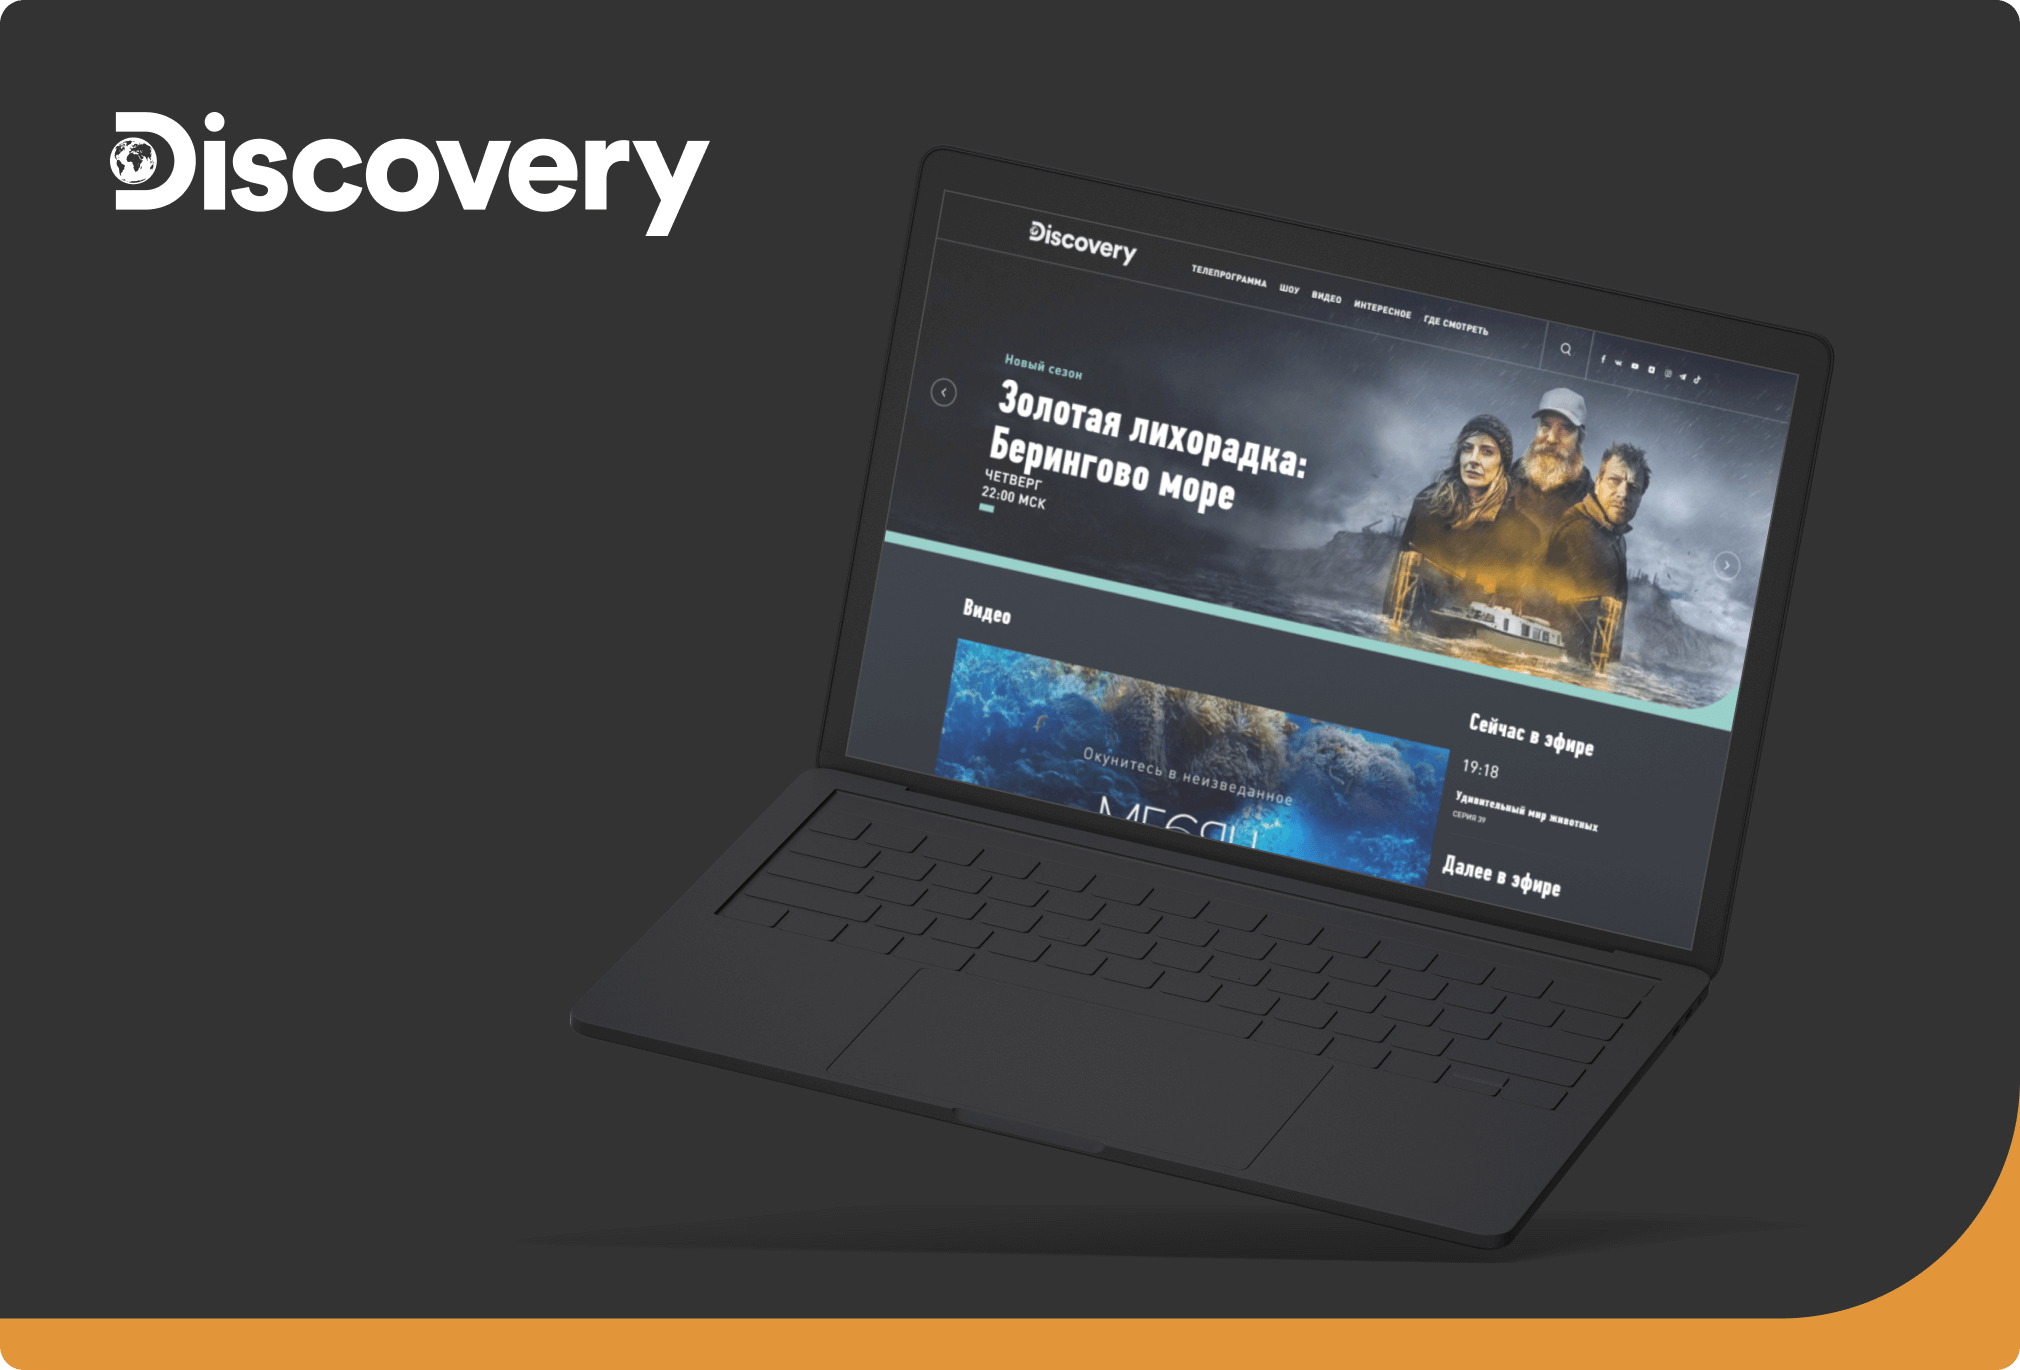 Discovery
Discovery
ТЕЛЕПРОГРАММА ШОУ ВИДЕО ИНТЕРЕСНОЕ ГДЕ СМОТРЕТЬ
Новый сезон
Золотая лихорадка:
Берингово море
ЧЕТВЕРГ
22:00 МСК
Видео
Окунитесь в неизведанное
Сейчас в эфире
19:18
Удивительный мир животных
СЕРИЯ 39
Далее в эфире